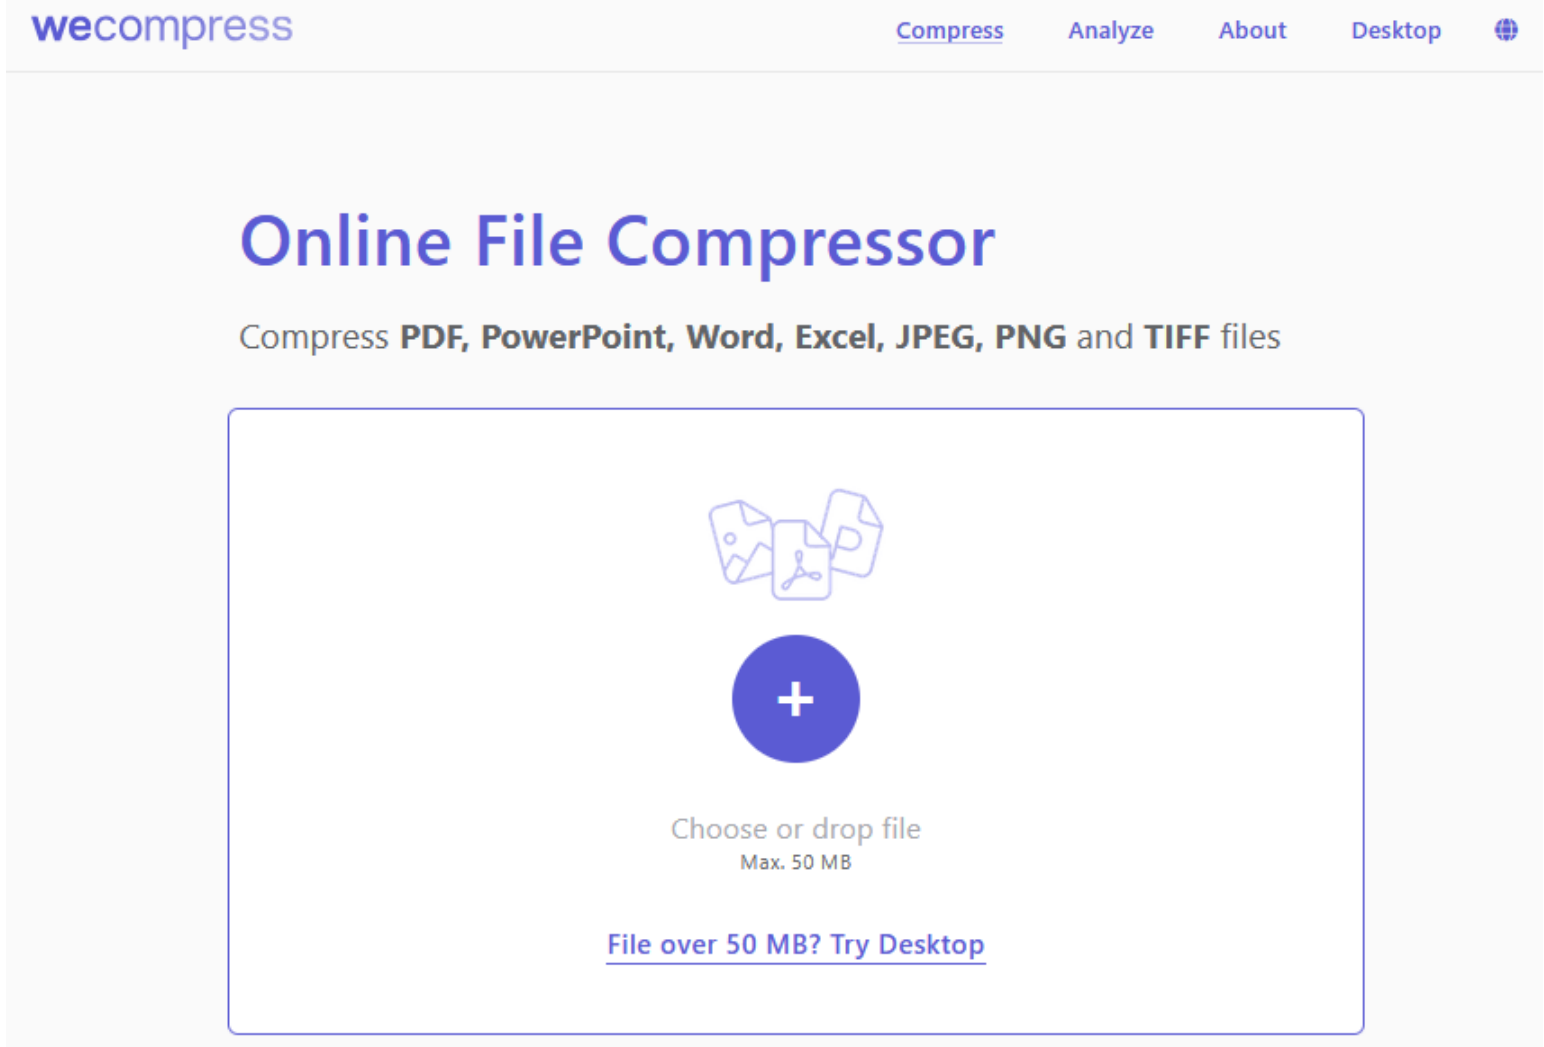 wecompress
Compress Analyze About Desktop
Online File Compressor
Compress PDF, PowerPoint, Word, Excel, JPEG, PNG and TIFF files
Choose or drop file
Max. 50 MB
File over 50 MB? Try Desktop